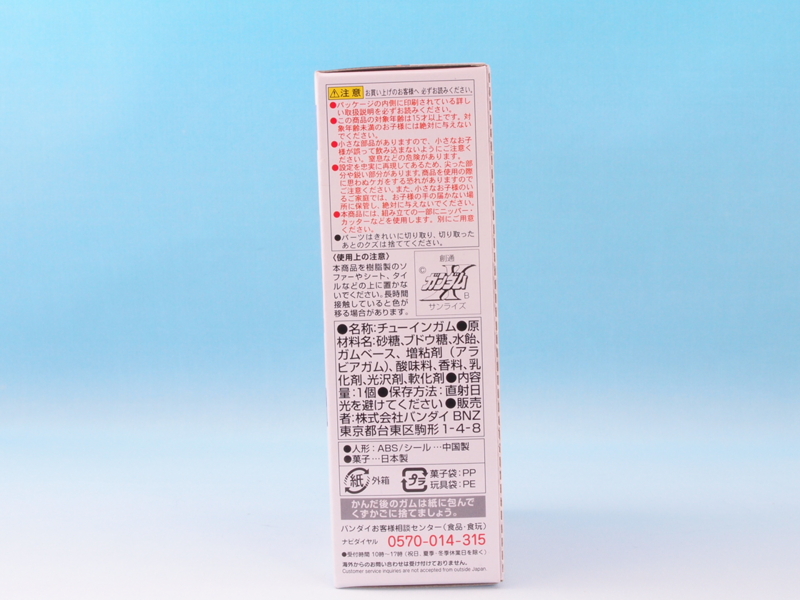 ⚠注意 お買い上げのお客様へ 必ずお読みください。
●パッケージの内側に印刷されている詳し
い取扱説明を必ずお読みください。
●この商品の対象年齢は15才以上です。対
象年齢未満のお子様には絶対に与えない
でください。
●小さな部品がありますので、小さなお子
様が誤って飲み込まないようにご注意く
ださい。窒息などの危険があります。
●設定を忠実に再現してあるため、尖った部
分や鋭い部分があります。商品を使用の際
に思わぬケガをする恐れがありますので
ご注意ください。また、小さなお子様のい
るご家庭では、お子様の手の届かない場
所に保管し、絶対に与えないでください。
●本商品には、組み立ての一部にニッパー・
カッターなどを使用します。別にご用意
ください。
●パーツはきれいに切り取り、切り取った
あとのクズは捨ててください。
〈使用上の注意〉
本商品を樹脂製のソ
ファーやシート、タイ
ルなどの上に置かな
いでください。長時間
接触していると色が
移る場合があります。
創通
© ガンダム B
サンライズ
●名称:チューインガム●原
材料名:砂糖、ブドウ糖、水飴、
ガムベース、増粘剤(アラ
ビアガム)、酸味料、香料、乳
化剤、光沢剤、軟化剤●内容
量:1個●保存方法:直射日
光を避けてください●販売
者:株式会社バンダイ BNZ
東京都台東区駒形1-4-8
●人形:ABS/シール…中国製
●菓子…日本製
紙 外箱
プラ 菓子袋:PP
玩具袋:PE
かんだ後のガムは紙に包んで
くずかごに捨てましょう。
バンダイお客様相談センター(食品・食玩)
ナビダイヤル 0570-014-315
●受付時間 10時~17時(祝日、夏季・冬季休業日を除く)
海外からのお問い合わせは受け付けておりません。
Customer service inquiries are not accepted from outside Japan